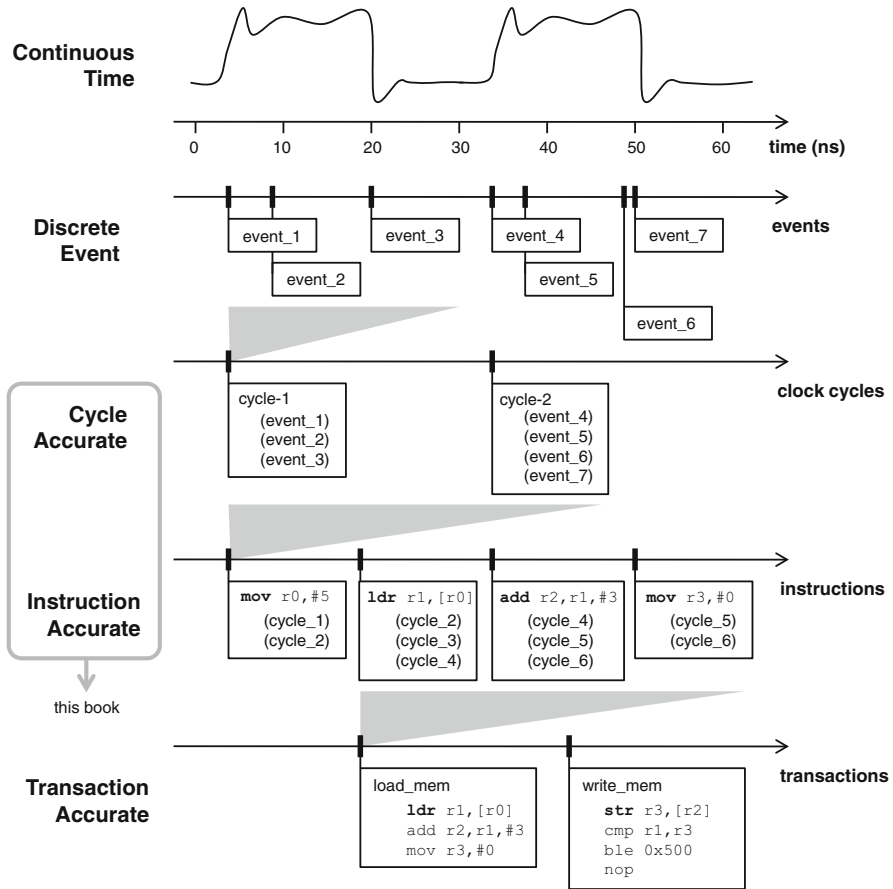 Continuous
Time
0 10 20 30 40 50 60 time (ns)
Discrete
Event
events
event_1 event_3 event_4 event_7
event_2 event_5
event_6
clock cycles
Cycle
Accurate
cycle-1
(event_1)
(event_2)
(event_3)
cycle-2
(event_4)
(event_5)
(event_6)
(event_7)
Instruction
Accurate
instructions
mov r0,#5
(cycle_1)
(cycle_2)
ldr r1,[r0]
(cycle_2)
(cycle_3)
(cycle_4)
add r2,r1,#3
(cycle_4)
(cycle_5)
(cycle_6)
mov r3,#0
(cycle_5)
(cycle_6)
this book
Transaction
Accurate
transactions
load_mem
ldr r1,[r0]
add r2,r1,#3
mov r3,#0
write_mem
str r3,[r2]
cmp r1,r3
ble 0x500
nop